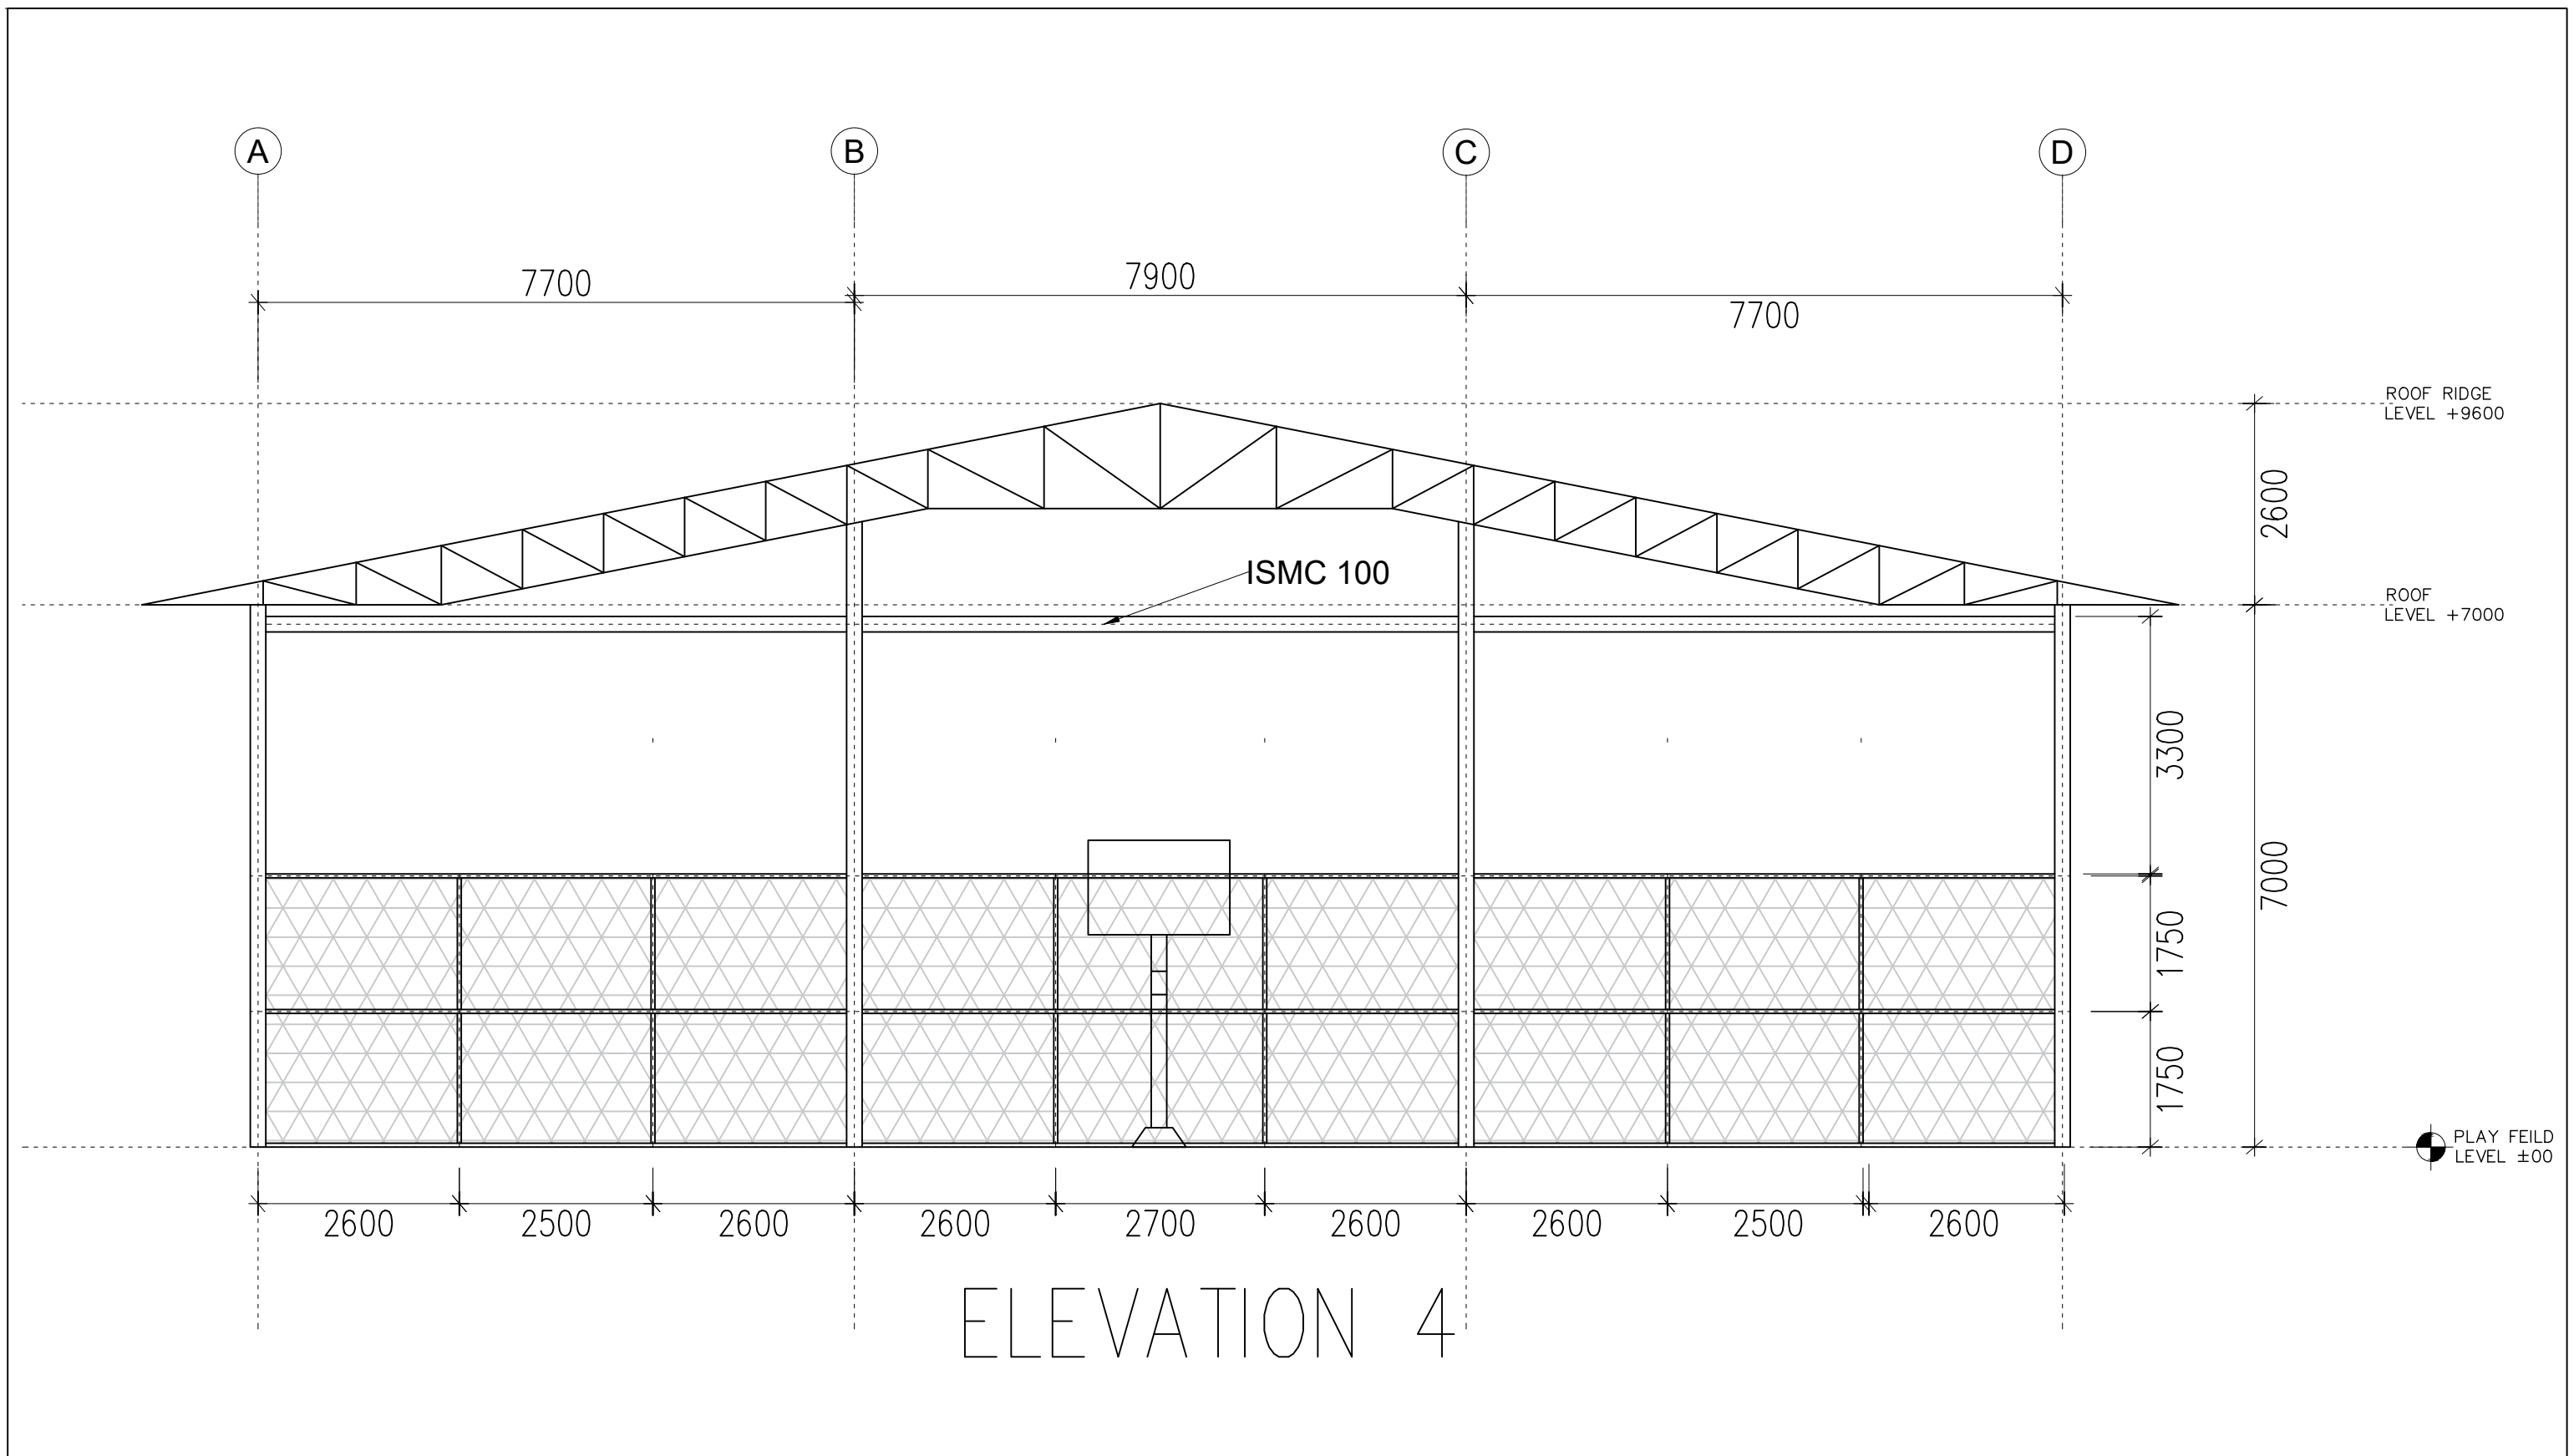 A B C D
7700 7900 7700
ROOF RIDGE
LEVEL +9600
2600
ISMC 100
ROOF
LEVEL +7000
3300
7000
1750
1750
PLAY FEILD
LEVEL ±00
2600 2500 2600 2600 2700 2600 2600 2500 2600
ELEVATION 4